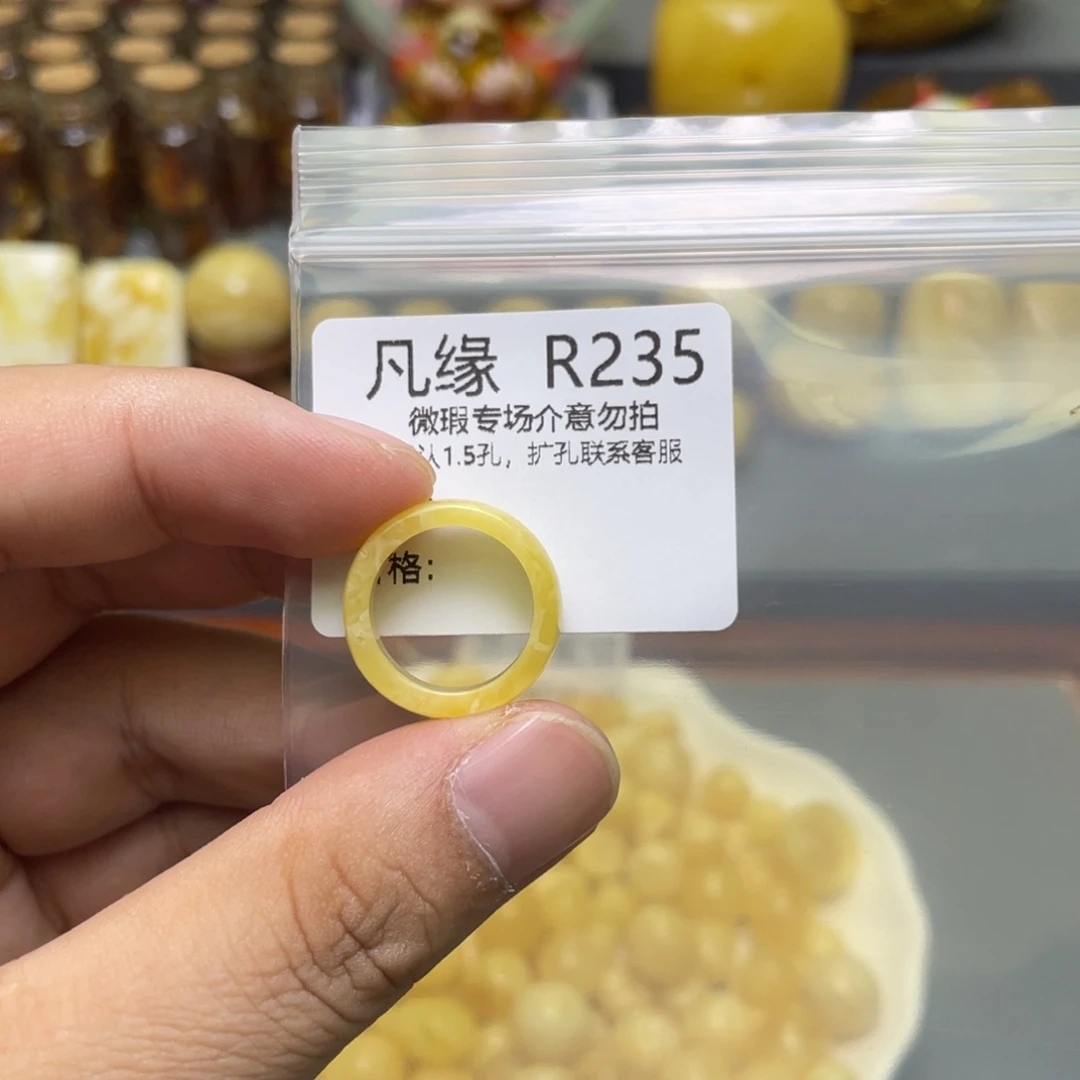 凡缘 R235
微瑕专场介意勿拍
认1.5孔，扩孔联系客服
格：